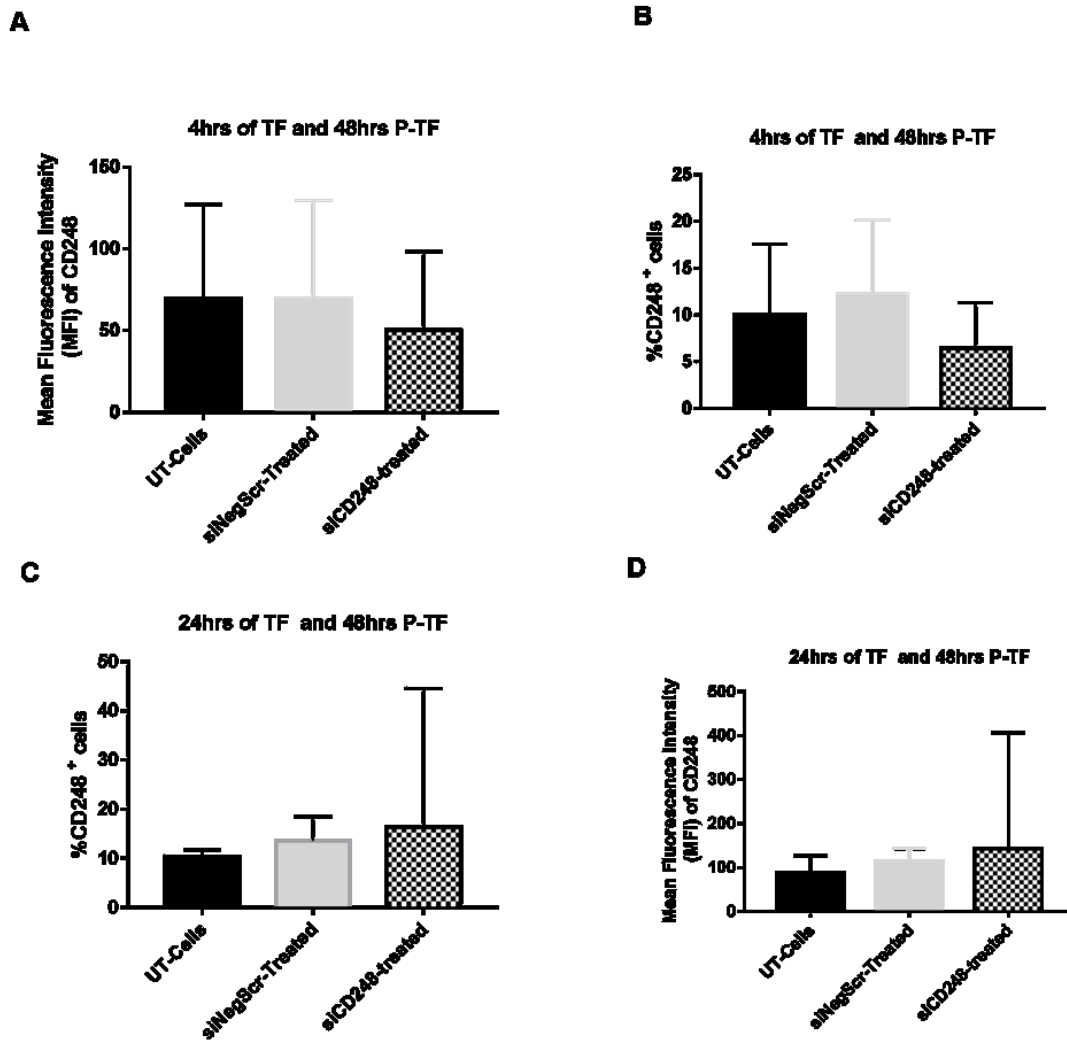 A
4hrs of TF and 48hrs P-TF
Mean Fluorescence Intensity
(MFI) of CD248
150
100
50
0
UT-Cells
siNegScr-Treated
siCD248-treated
B
4hrs of TF and 48hrs P-TF
%CD248 + cells
25
20
15
10
5
0
UT-Cells
siNegScr-Treated
siCD248-treated
C
24hrs of TF and 48hrs P-TF
%CD248 + cells
50
40
30
20
10
0
UT-Cells
siNegScr-Treated
siCD248-treated
D
24hrs of TF and 48hrs P-TF
Mean Fluorescence Intensity
(MFI) of CD248
500
400
300
200
100
0
UT-Cells
siNegScr-Treated
siCD248-treated